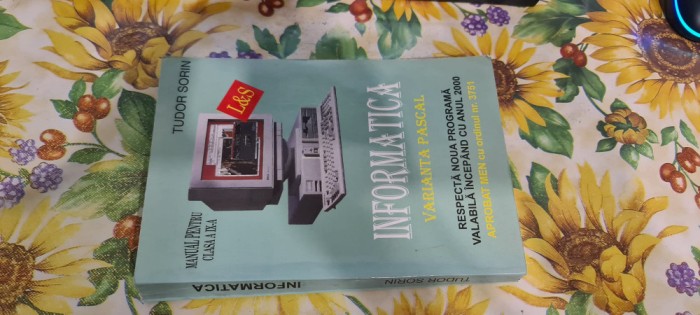 TUDOR SORIN
L&S
MANUAL PENTRU
CLASA A IX-A
INFORMATICA
VARIANTA PASCAL
RESPECTĂ NOUA PROGRAMĂ
VALABILĂ ÎNCEPÂND CU ANUL 2000
APROBAT MEN cu ordinul nr. 3781
TUDOR SORIN
INFORMATICA